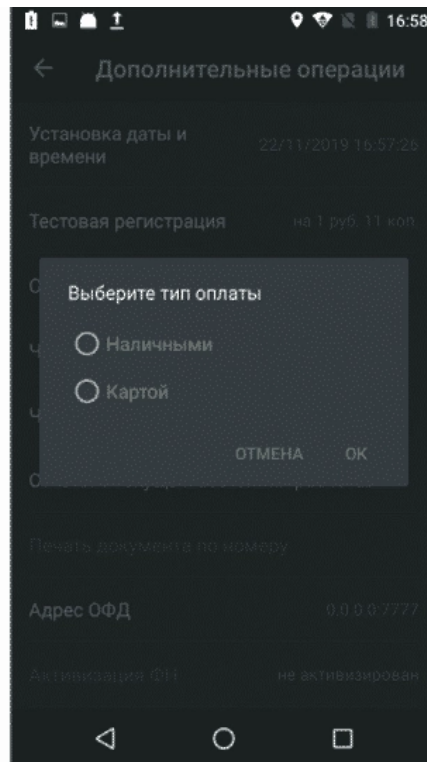 16:58
Дополнительные операции
Установка даты и
времени
22/11/2019 16:57:26
Тестовая регистрация
на 1 руб. 11 коп.
Выберите тип оплаты
Наличными
Картой
ОТМЕНА
ОК
Печать документа по номеру
Адрес ОФД
0.0.0.0:7777
Активизация ФН
не активизирован